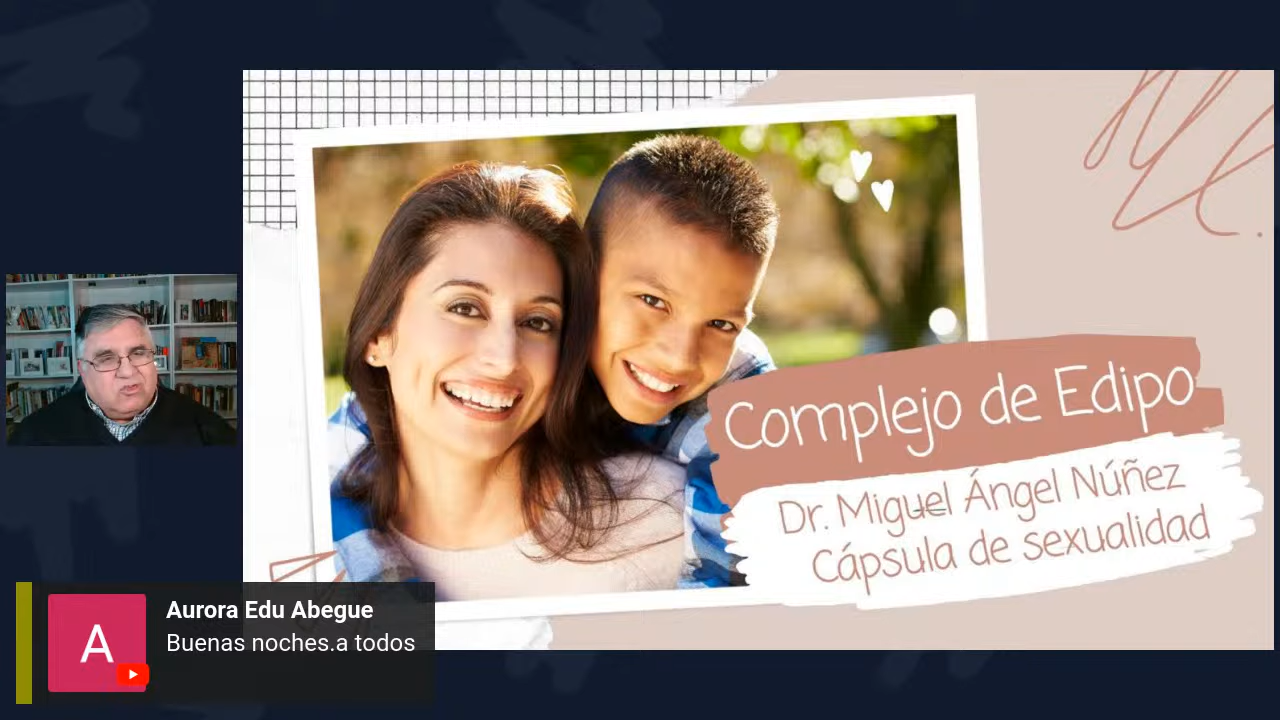 Complejo de Edipo
Dr. Miguel Ángel Núñez
Cápsula de sexualidad
A
Aurora Edu Abegue
Buenas noches.a todos